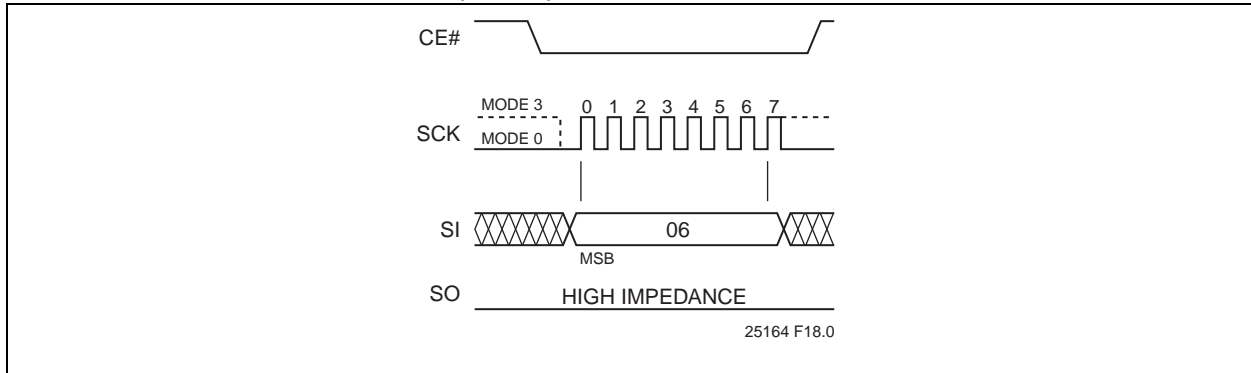 CE#
MODE 3
0 1 2 3 4 5 6 7
SCK
MODE 0
SI
06
MSB
SO
HIGH IMPEDANCE
25164 F18.0